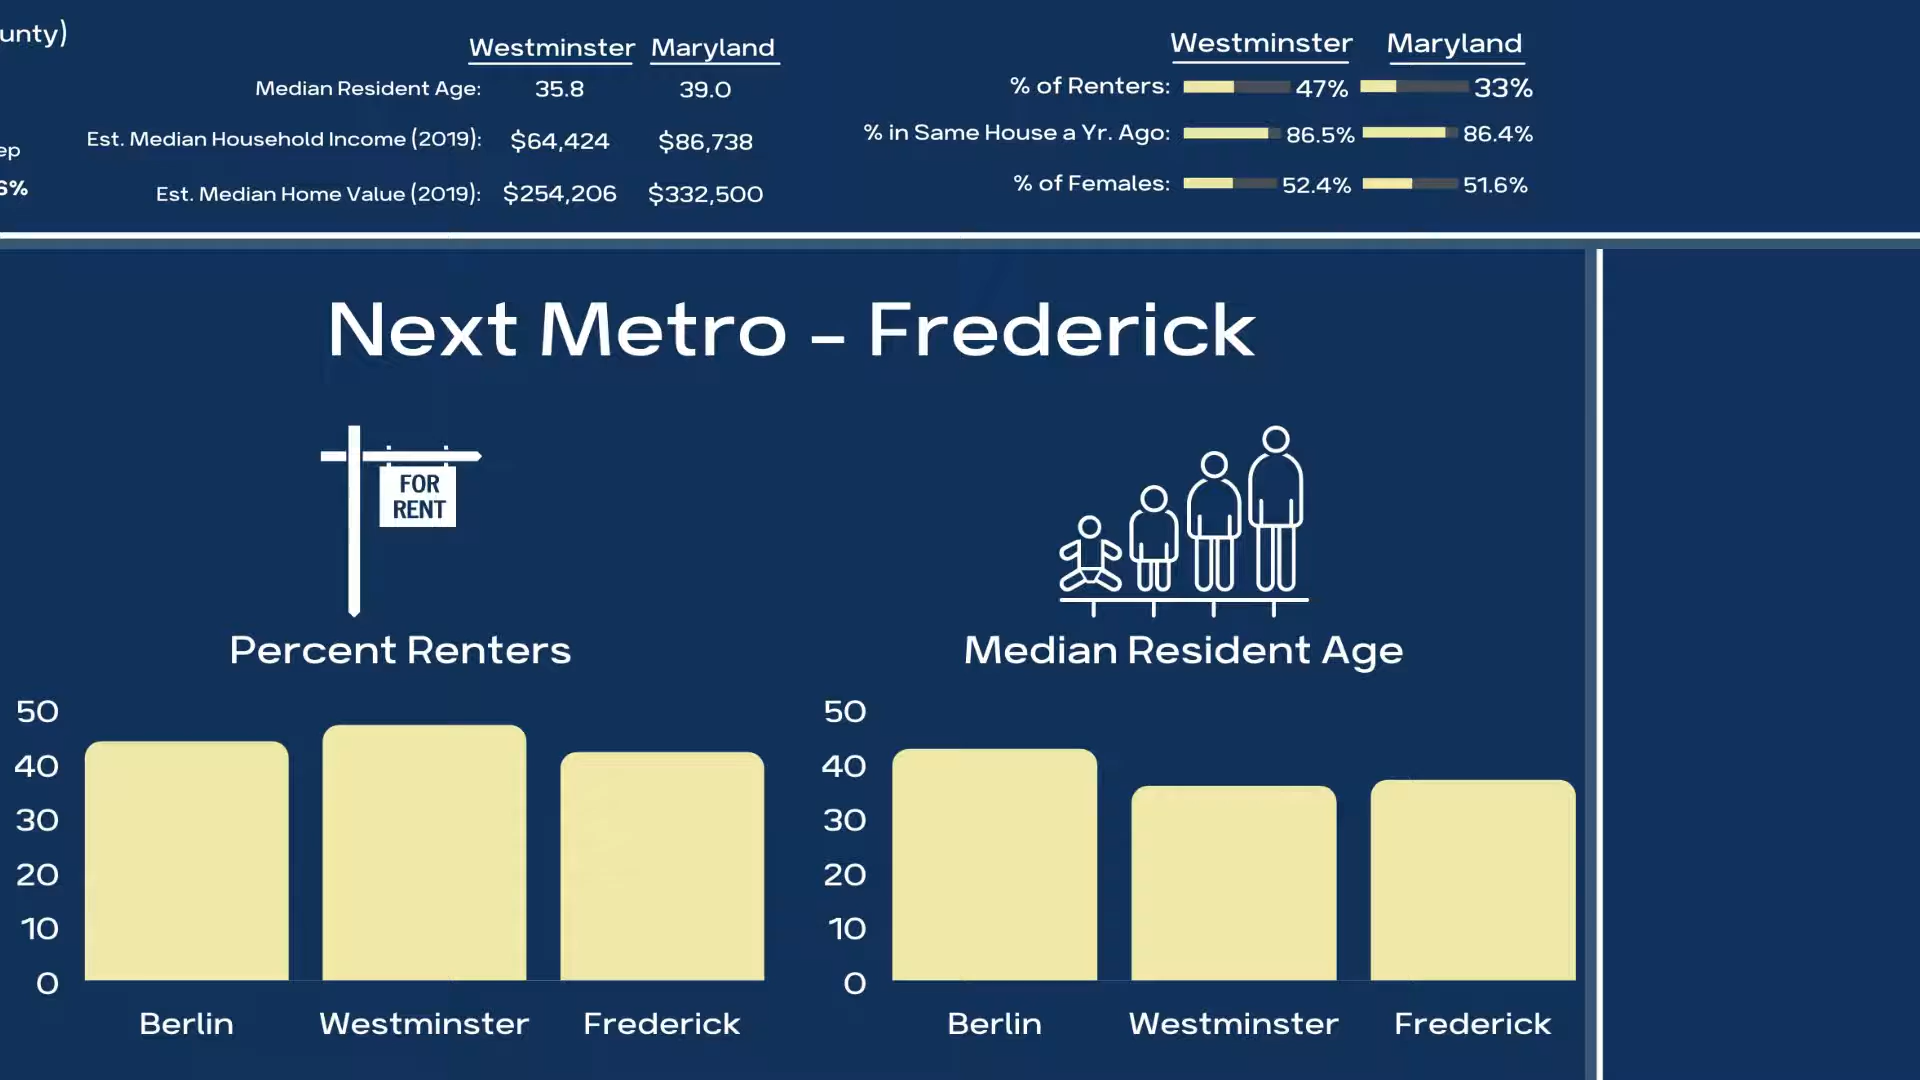 unty)
Westminster Maryland
Median Resident Age: 35.8 39.0
Est. Median Household Income (2019): $64,424 $86,738
Est. Median Home Value (2019): $254,206 $332,500
ep
6%
Westminster Maryland
% of Renters: 47% 33%
% in Same House a Yr. Ago: 86.5% 86.4%
% of Females: 52.4% 51.6%
Next Metro – Frederick
FOR
RENT
Percent Renters
50
40
30
20
10
0
Berlin Westminster Frederick
Median Resident Age
50
40
30
20
10
0
Berlin Westminster Frederick